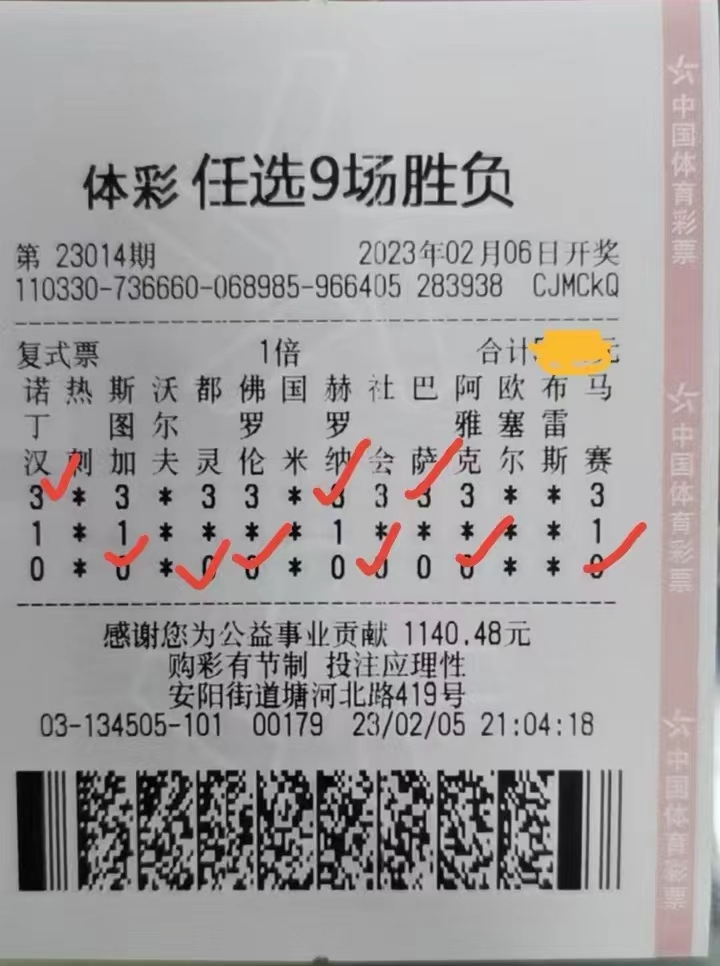 体彩 任选9场胜负
第 23014期 2023年02月06日开奖
110330-736660-068985-966405 283938 CJMCkQ
复式票 1倍 合计 元
诺 热 斯 沃 都 佛 国 赫 社 巴 阿 欧 布 马
丁 图 尔 罗 罗 雅 塞 雷
汉 刺 加 夫 灵 伦 米 纳 会 萨 克 尔 斯 赛
3 * 3 * 3 3 * 3 3 3 3 * * 3
1 * 1 * * * * 1 * * * * * 1
0 * 0 * 0 0 * 0 0 0 0 * * 0
感谢您为公益事业贡献 1140.48元
购彩有节制 投注应理性
安阳街道塘河北路419号
03-134505-101 00179 23/02/05 21:04:18
中国体育彩票
中国体育彩票
中国体育彩票